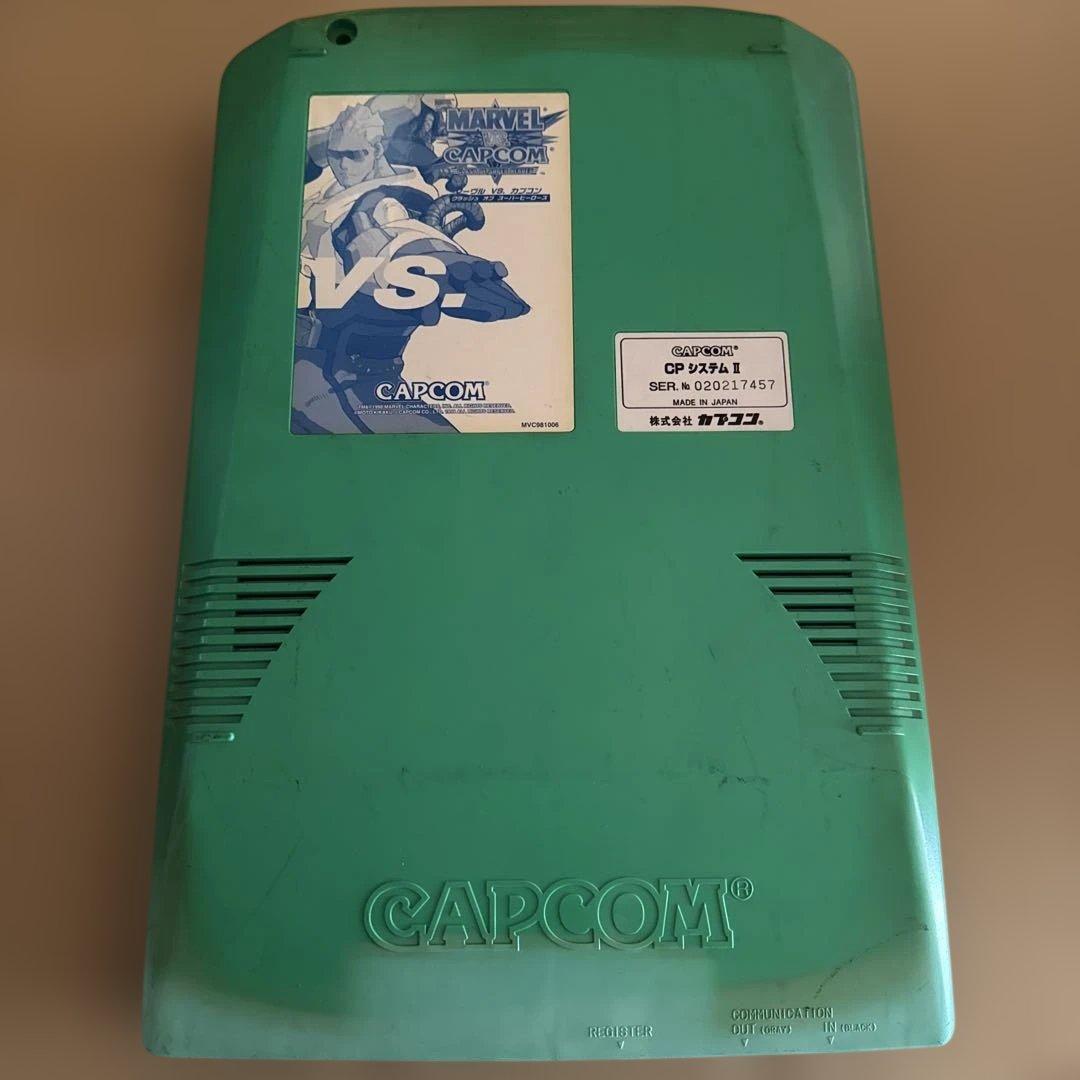 MARVEL
VS.
CAPCOM®
マーヴル VS. カプコン
クラッシュ オブ スーパーヒーローズ
VS.
CAPCOM®
MVC981006
CAPCOM®
CP システム II
SER. № 020217457
MADE IN JAPAN
株式会社 カプコン®
CAPCOM®
COMMUNICATION
REGISTER OUT (GRAY) IN (BLACK)